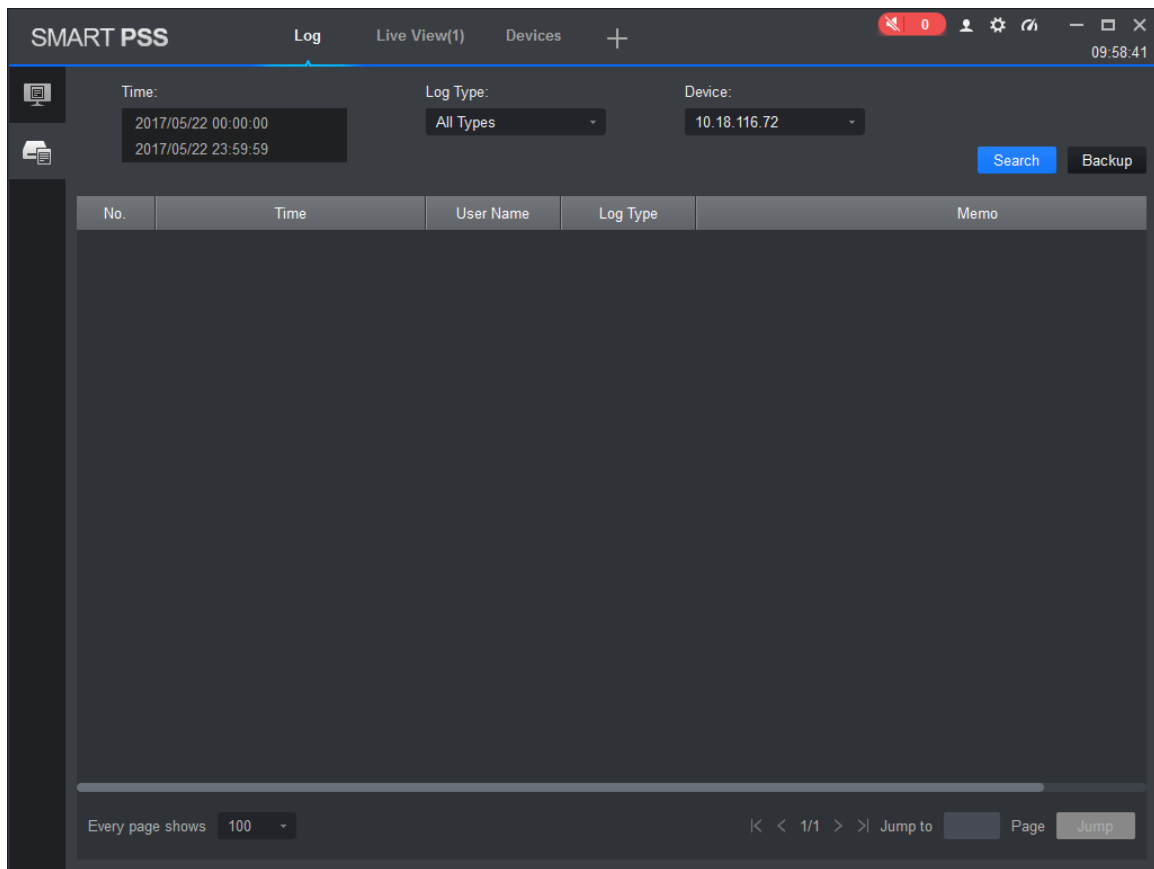 SMART PSS Log Live View(1) Devices 0
09:58:41
Time: Log Type: Device:
2017/05/22 00:00:00 All Types 10.18.116.72
2017/05/22 23:59:59
Search Backup
No. Time User Name Log Type Memo
Every page shows 100 1/1 Jump to Page Jump